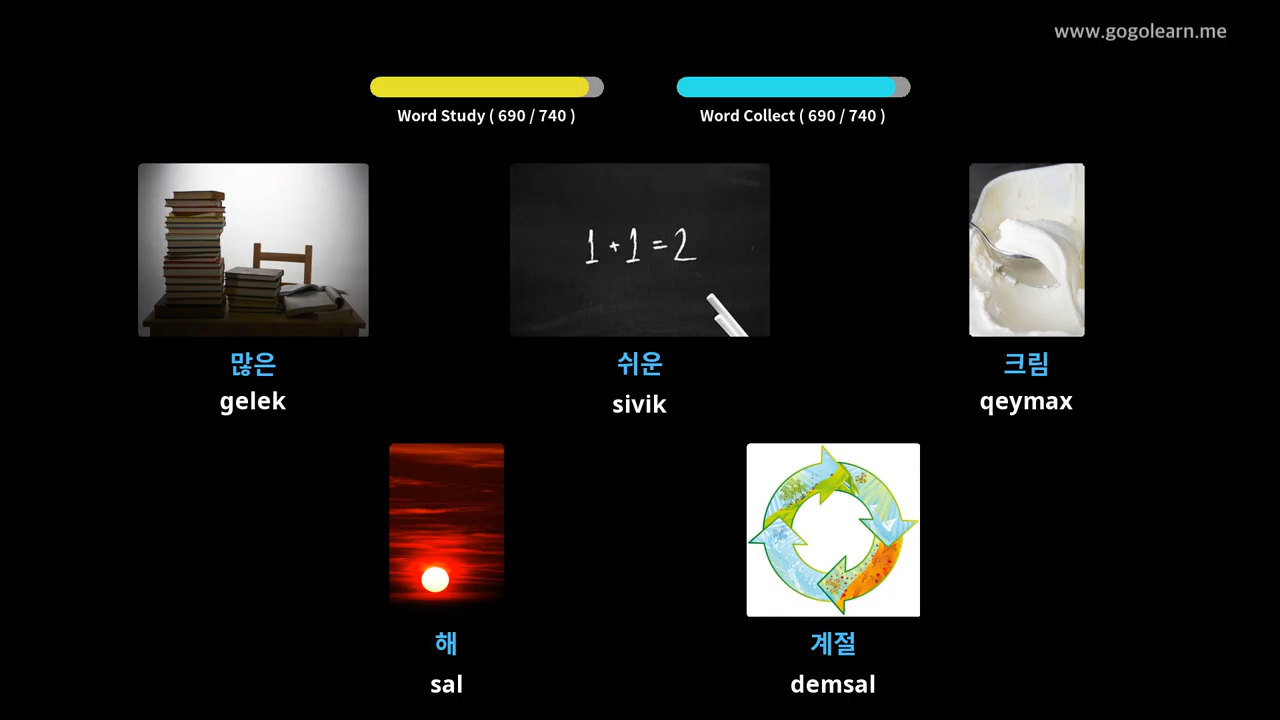 www.gogolearn.me
Word Study ( 690 / 740 )
Word Collect ( 690 / 740 )
1 + 1 = 2
많은
gelek
쉬운
sivik
크림
qeymax
해
sal
계절
demsal